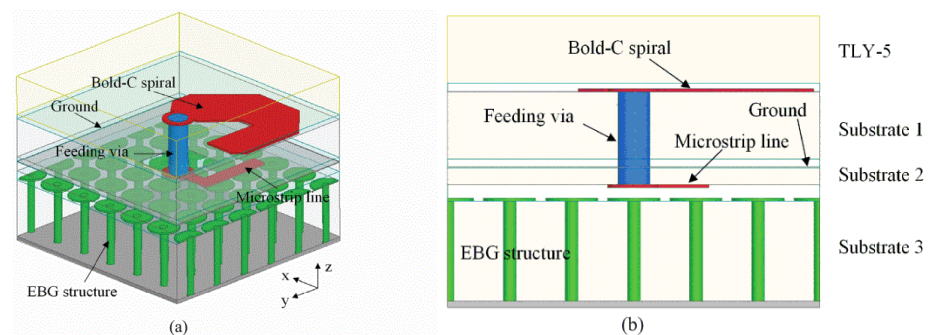 Bold-C spiral
Ground
Feeding via
Microstrip line
EBG structure
x
y
z
(a)
Bold-C spiral
TLY-5
Ground
Feeding via
Substrate 1
Microstrip line
Substrate 2
EBG structure
Substrate 3
(b)